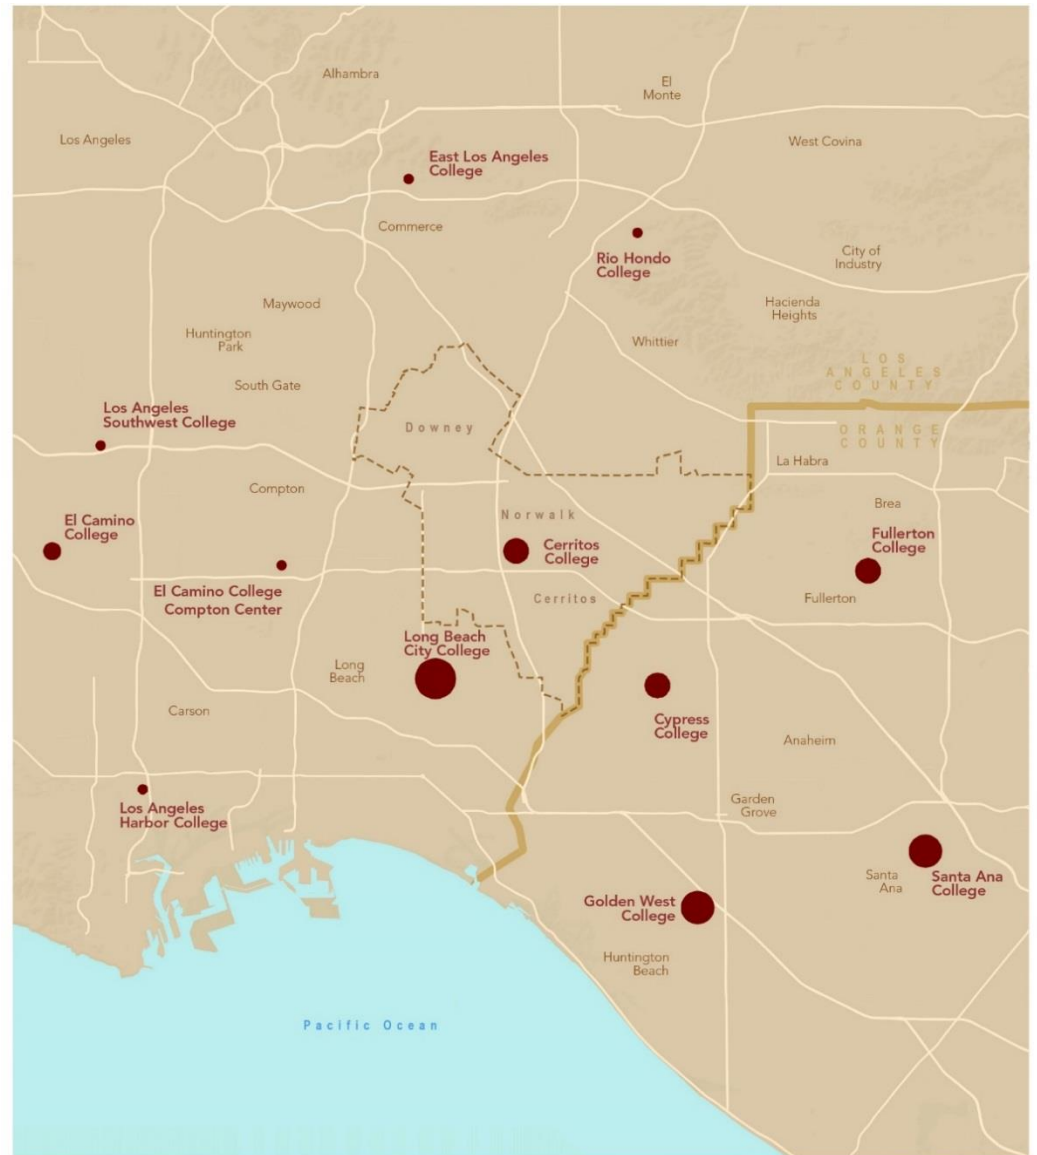 Alhambra
El
Monte
Los Angeles
West Covina
East Los Angeles
College
Commerce
Rio Hondo
College
City of
Industry
Maywood
Hacienda
Heights
Huntington
Park
Whittier
South Gate
LOS
ANGELES
COUNTY
Los Angeles
Southwest College
Downey
ORANGE
COUNTY
La Habra
Compton
Brea
El Camino
College
Norwalk
Cerritos
College
Fullerton
College
El Camino College
Compton Center
Cerritos
Fullerton
Long Beach
City College
Long
Beach
Carson
Cypress
College
Anaheim
Los Angeles
Harbor College
Garden
Grove
Santa
Ana
Santa Ana
College
Golden West
College
Huntington
Beach
Pacific Ocean